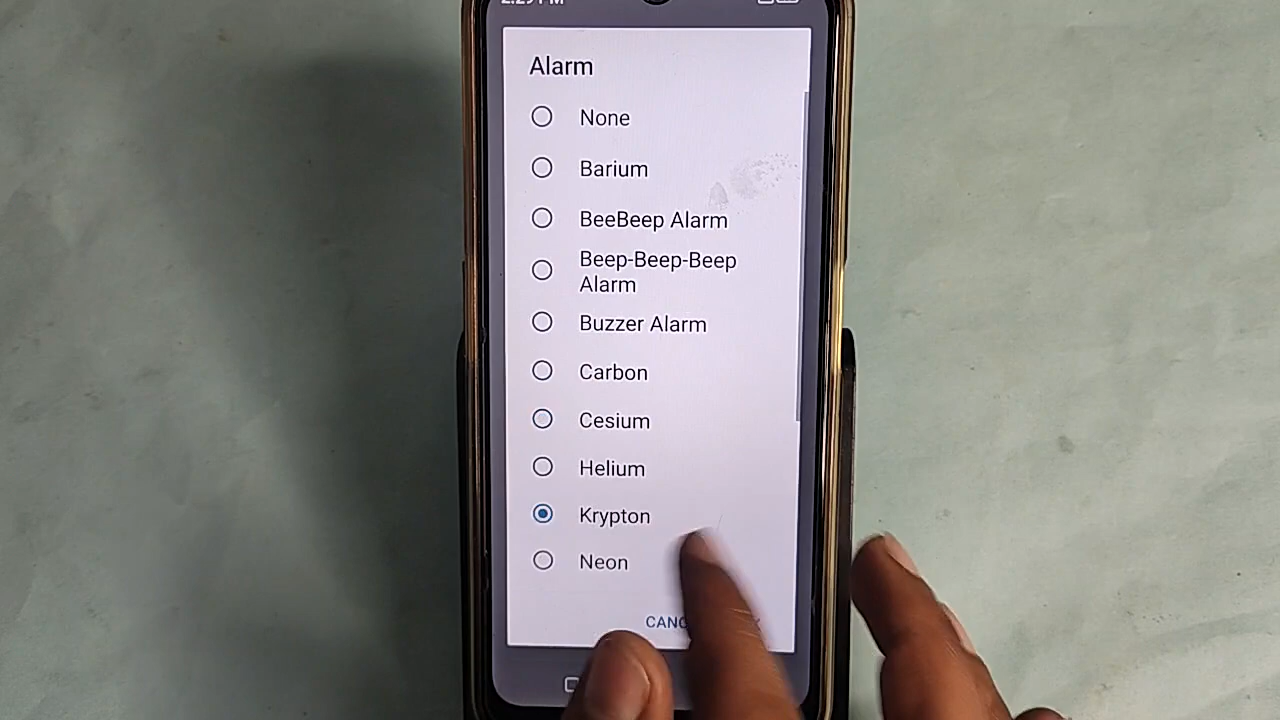 Alarm
None
Barium
BeeBeep Alarm
Beep-Beep-Beep
Alarm
Buzzer Alarm
Carbon
Cesium
Helium
Krypton
Neon